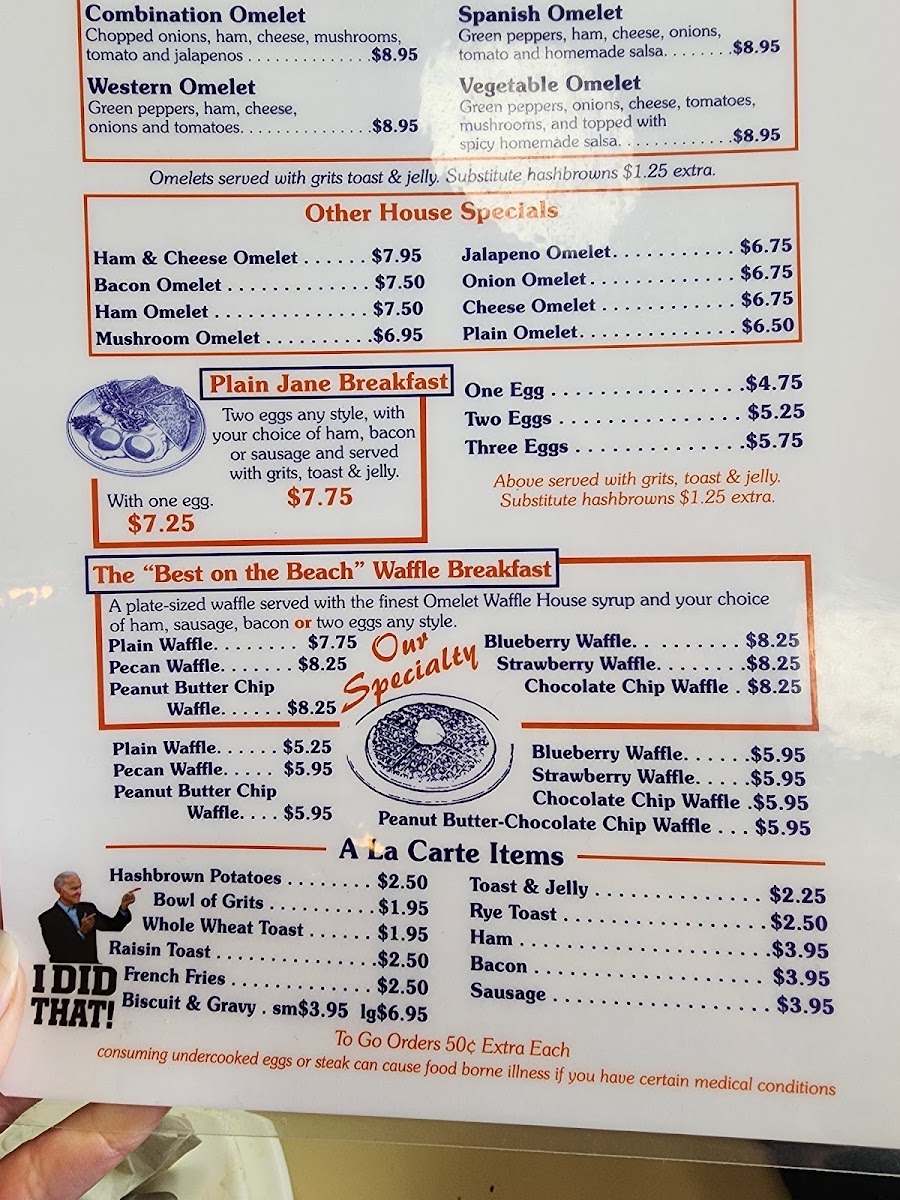 Combination Omelet
Chopped onions, ham, cheese, mushrooms,
tomato and jalapenos . . . . . . . . . . . . . .$8.95
Spanish Omelet
Green peppers, ham, cheese, onions,
tomato and homemade salsa. . . . . . . .$8.95
Western Omelet
Green peppers, ham, cheese,
onions and tomatoes. . . . . . . . . . . . . . .$8.95
Vegetable Omelet
Green peppers, onions, cheese, tomatoes,
mushrooms, and topped with
spicy homemade salsa. . . . . . . . . . . . .$8.95
Omelets served with grits toast & jelly. Substitute hashbrowns $1.25 extra.
Other House Specials
Ham & Cheese Omelet . . . . . . $7.95
Bacon Omelet . . . . . . . . . . . . . $7.50
Ham Omelet . . . . . . . . . . . . . . $7.50
Mushroom Omelet . . . . . . . . . .$6.95
Jalapeno Omelet. . . . . . . . . . . $6.75
Onion Omelet . . . . . . . . . . . . . $6.75
Cheese Omelet . . . . . . . . . . . . $6.75
Plain Omelet. . . . . . . . . . . . . . $6.50
Plain Jane Breakfast
Two eggs any style, with
your choice of ham, bacon
or sausage and served
with grits, toast & jelly.
$7.75
With one egg.
$7.25
One Egg . . . . . . . . . . . . . . . . .$4.75
Two Eggs . . . . . . . . . . . . . . . . $5.25
Three Eggs . . . . . . . . . . . . . . .$5.75
Above served with grits, toast & jelly.
Substitute hashbrowns $1.25 extra.
The “Best on the Beach” Waffle Breakfast
A plate-sized waffle served with the finest Omelet Waffle House syrup and your choice
of ham, sausage, bacon or two eggs any style.
Plain Waffle. . . . . . . . $7.75
Pecan Waffle. . . . . . . $8.25
Peanut Butter Chip
Waffle. . . . . . $8.25
Our
Specialty
Blueberry Waffle. . . . . . . . . $8.25
Strawberry Waffle. . . . . . . .$8.25
Chocolate Chip Waffle . $8.25
Plain Waffle. . . . . . $5.25
Pecan Waffle. . . . . $5.95
Peanut Butter Chip
Waffle. . . . $5.95
Blueberry Waffle. . . . . . .$5.95
Strawberry Waffle. . . . .$5.95
Chocolate Chip Waffle .$5.95
Peanut Butter-Chocolate Chip Waffle . . . $5.95
A La Carte Items
Hashbrown Potatoes . . . . . . . . $2.50
Bowl of Grits . . . . . . . . . .$1.95
Whole Wheat Toast . . . . . . $1.95
Raisin Toast . . . . . . . . . . . . . . .$2.50
French Fries . . . . . . . . . . . . . $2.50
Biscuit & Gravy . sm$3.95 lg$6.95
Toast & Jelly . . . . . . . . . . . . . . $2.25
Rye Toast . . . . . . . . . . . . . . . . .$2.50
Ham . . . . . . . . . . . . . . . . . . . . .$3.95
Bacon . . . . . . . . . . . . . . . . . . . $3.95
Sausage . . . . . . . . . . . . . . . . . . $3.95
I DID
THAT!
To Go Orders 50¢ Extra Each
consuming undercooked eggs or steak can cause food borne illness if you have certain medical conditions